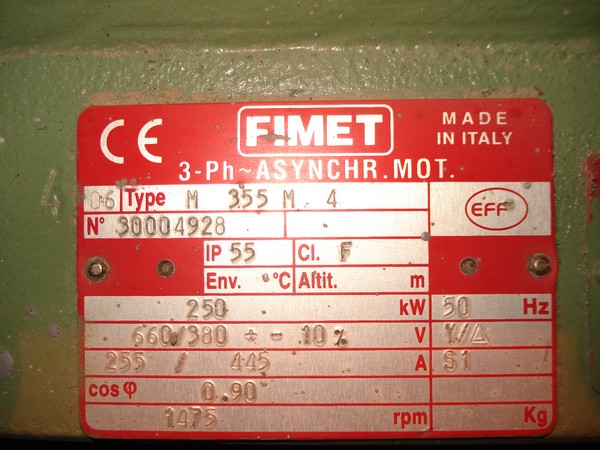 CE FIMET MADE IN ITALY
3-Ph~ASYNCHR.MOT.
06 Type M 355 M 4
EFF
N° 30004928
IP 55 Cl. F
Env. °C Altit. m
250 kW 50 Hz
660/380 + - 10% V Y/△
255 / 445 A S1
cos φ 0.90
1475 rpm Kg